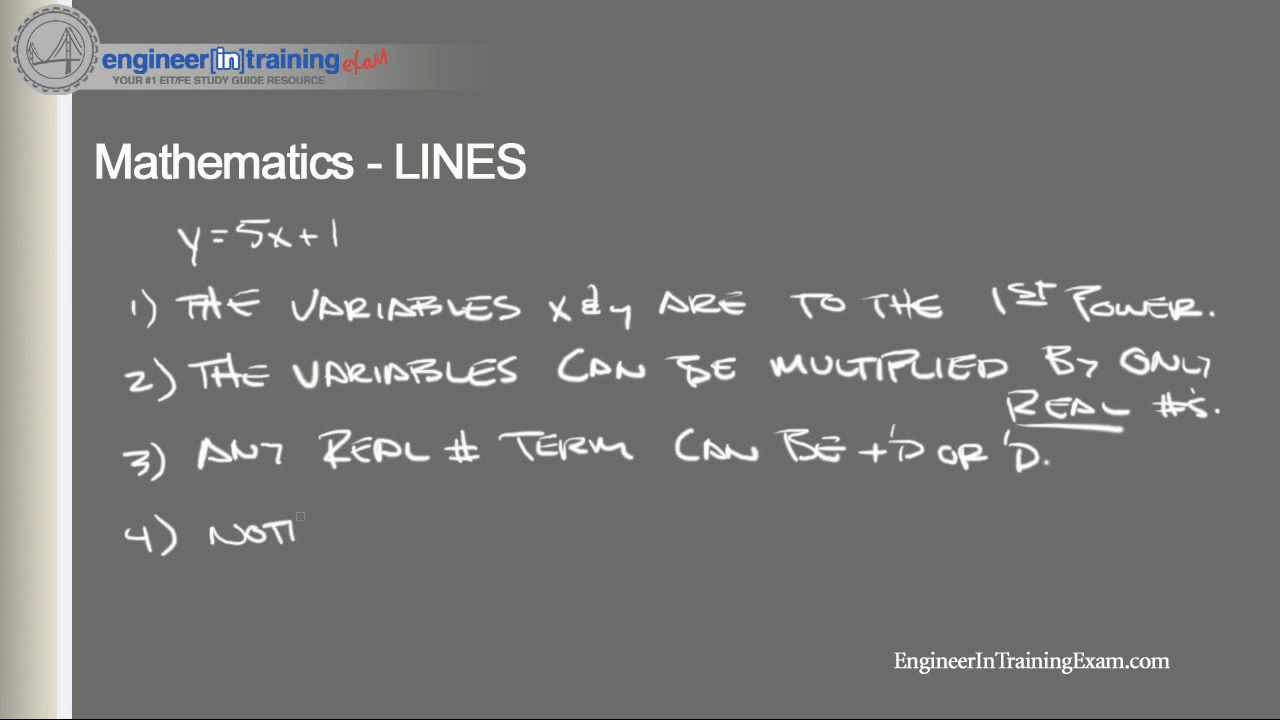 engineer[in]training exam
YOUR #1 EIT/FE STUDY GUIDE RESOURCE
Mathematics - LINES
y = 5x + 1
1) THE VARIABLES x & y ARE TO THE 1ST POWER.
2) THE VARIABLES CAN BE MULTIPLIED BY ONLY
REAL #'s.
3) ANY REAL # TERM CAN BE +'D OR 'D.
4) NOT
EngineerInTrainingExam.com